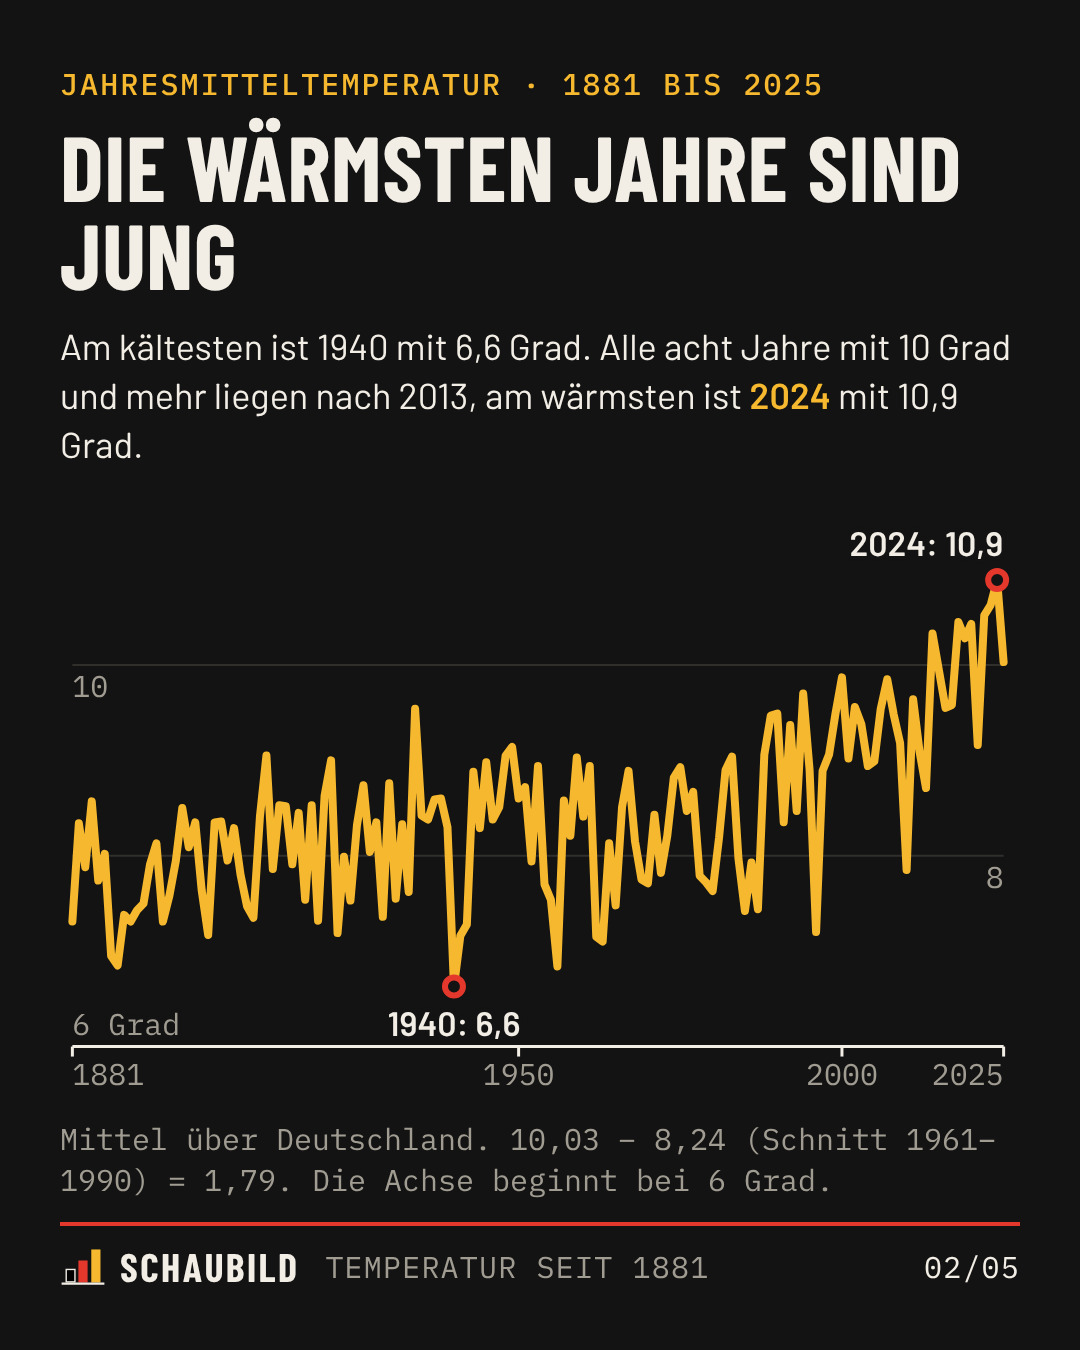 JAHRESMITTELTEMPERATUR · 1881 BIS 2025
DIE WÄRMSTEN JAHRE SIND
JUNG
Am kältesten ist 1940 mit 6,6 Grad. Alle acht Jahre mit 10 Grad
und mehr liegen nach 2013, am wärmsten ist 2024 mit 10,9
Grad.
2024: 10,9
10
8
6 Grad
1940: 6,6
1881 1950 2000 2025
Mittel über Deutschland. 10,03 – 8,24 (Schnitt 1961–
1990) = 1,79. Die Achse beginnt bei 6 Grad.
SCHAUBILD TEMPERATUR SEIT 1881 02/05